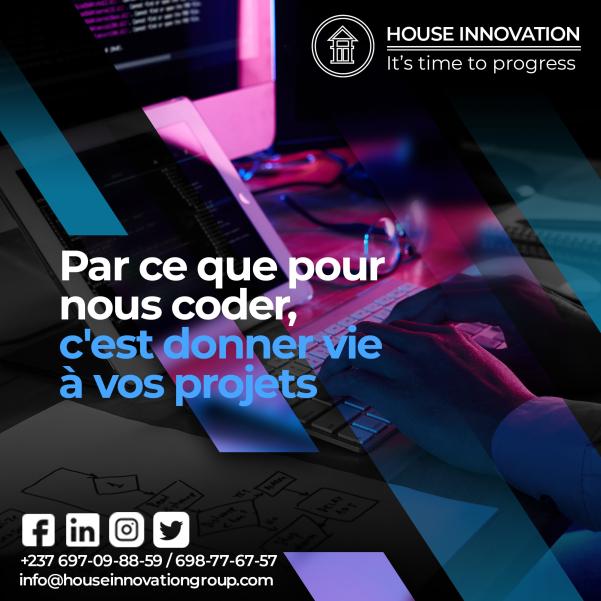 HOUSE INNOVATION
It's time to progress
Par ce que pour
nous coder,
c'est donner vie
à vos projets
+237 697-09-88-59 / 698-77-67-57
info@houseinnovationgroup.com